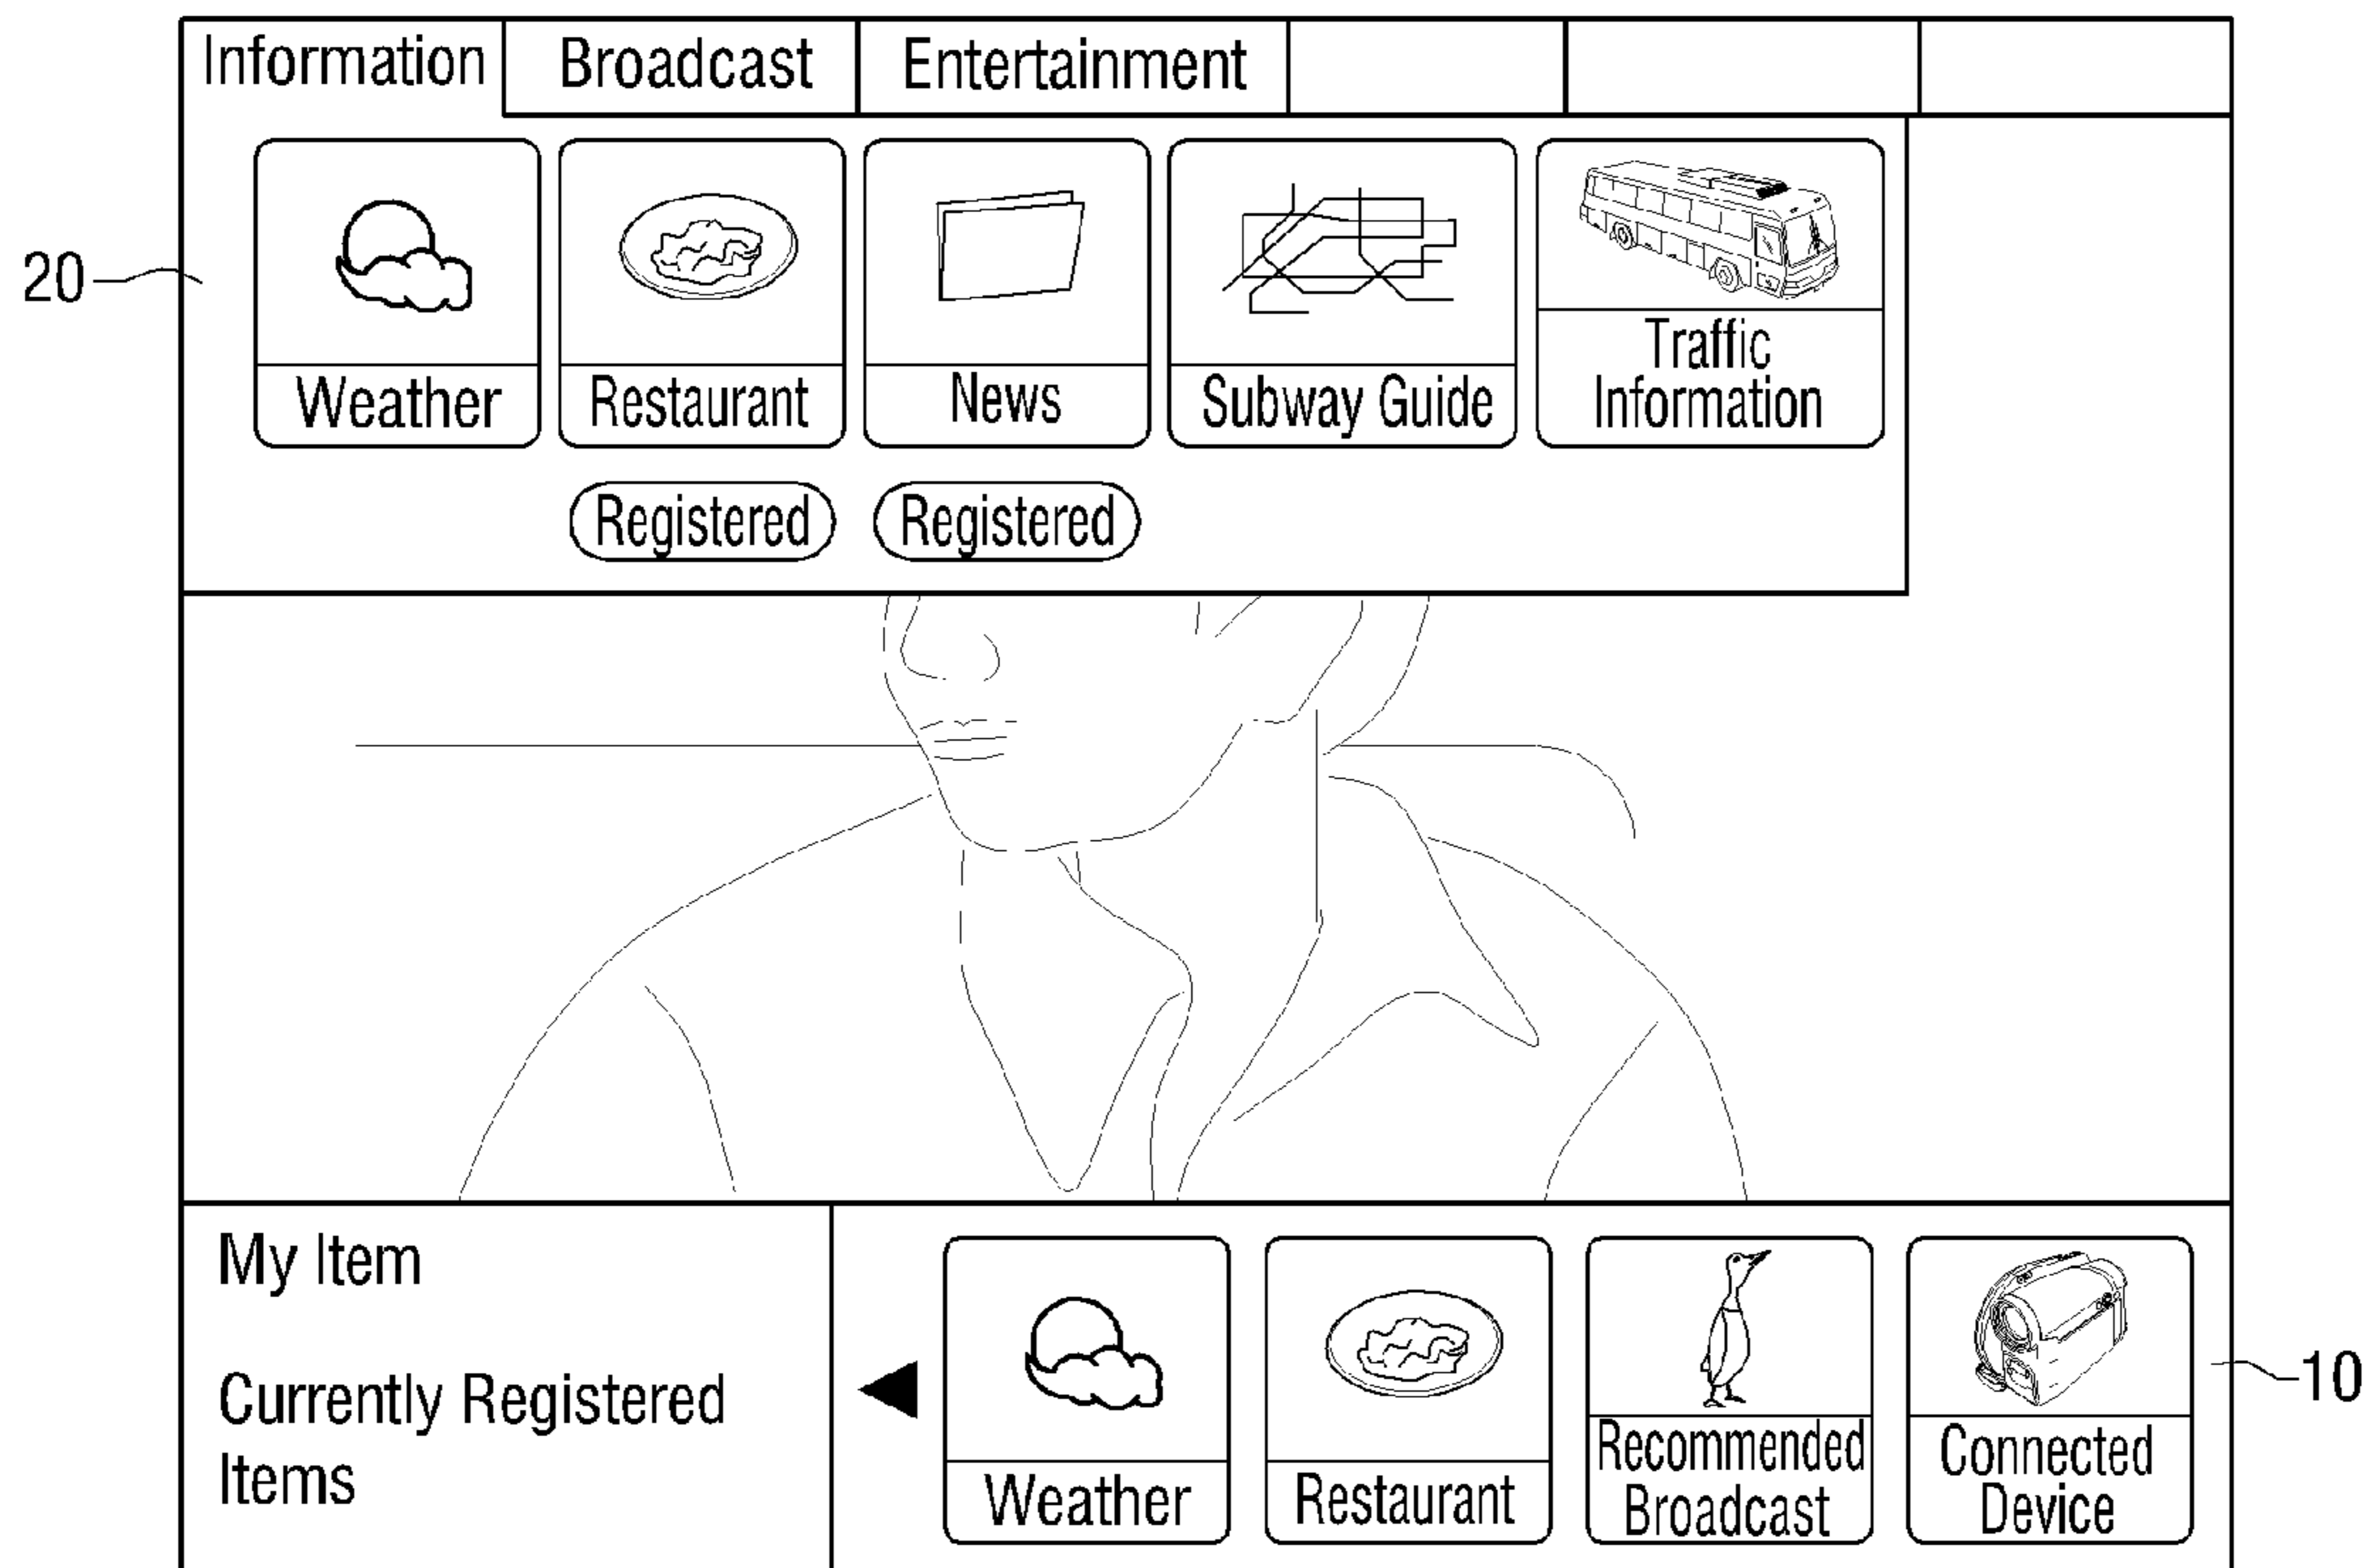 Information Broadcast Entertainment
20
Weather Restaurant News Subway Guide Traffic
Information
Registered Registered
My Item
Currently Registered
Items
Weather Restaurant Recommended
Broadcast Connected
Device
10